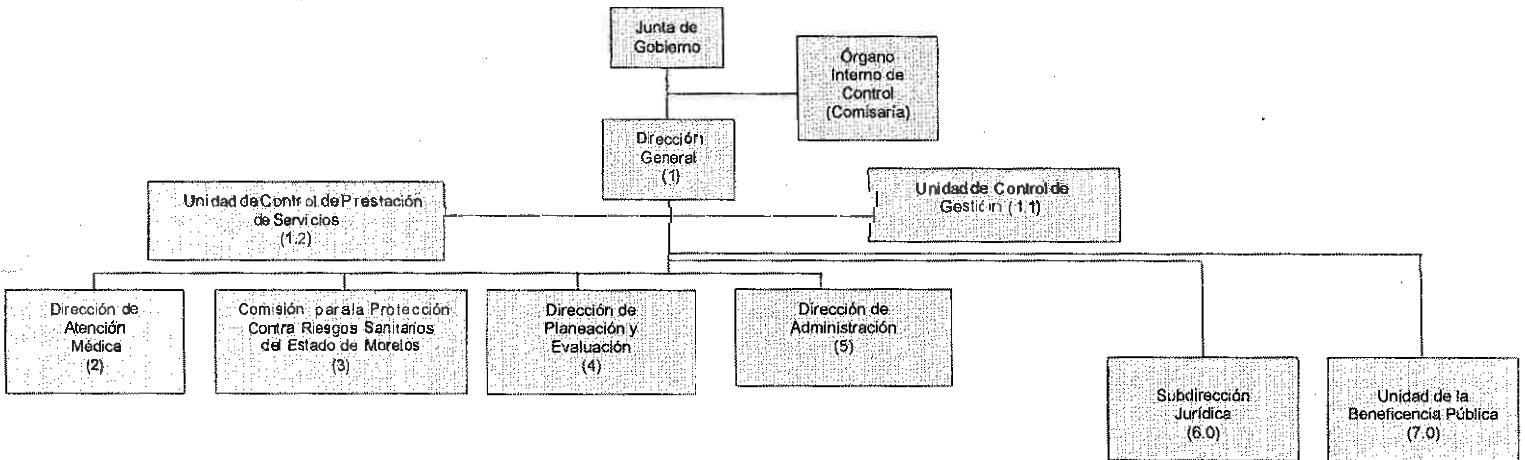 Junta de
Gobierno
Órgano
Interno de
Control
(Comisaría)
Dirección
General
(1)
Unidad de Control de Prestación
de Servicios
(1.2)
Unidad de Control de
Gestión (1.1)
Dirección de
Atención
Médica
(2)
Comisión para la Protección
Contra Riesgos Sanitarios
del Estado de Morelos
(3)
Dirección de
Planeación y
Evaluación
(4)
Dirección de
Administración
(5)
Subdirección
Jurídica
(6.0)
Unidad de la
Beneficencia Pública
(7.0)